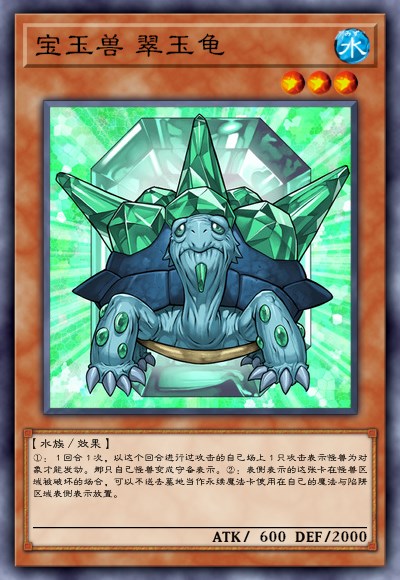 宝玉兽 翠玉龟
水
【水族/效果】
①：1回合1次，以这个回合进行过攻击的自己场上1只攻击表示怪兽为对
象才能发动。那只自己怪兽变成守备表示。②：表侧表示的这张卡在怪兽区
域被破坏的场合，可以不送去墓地当作永续魔法卡使用在自己的魔法与陷阱
区域表侧表示放置。
ATK/ 600 DEF/2000